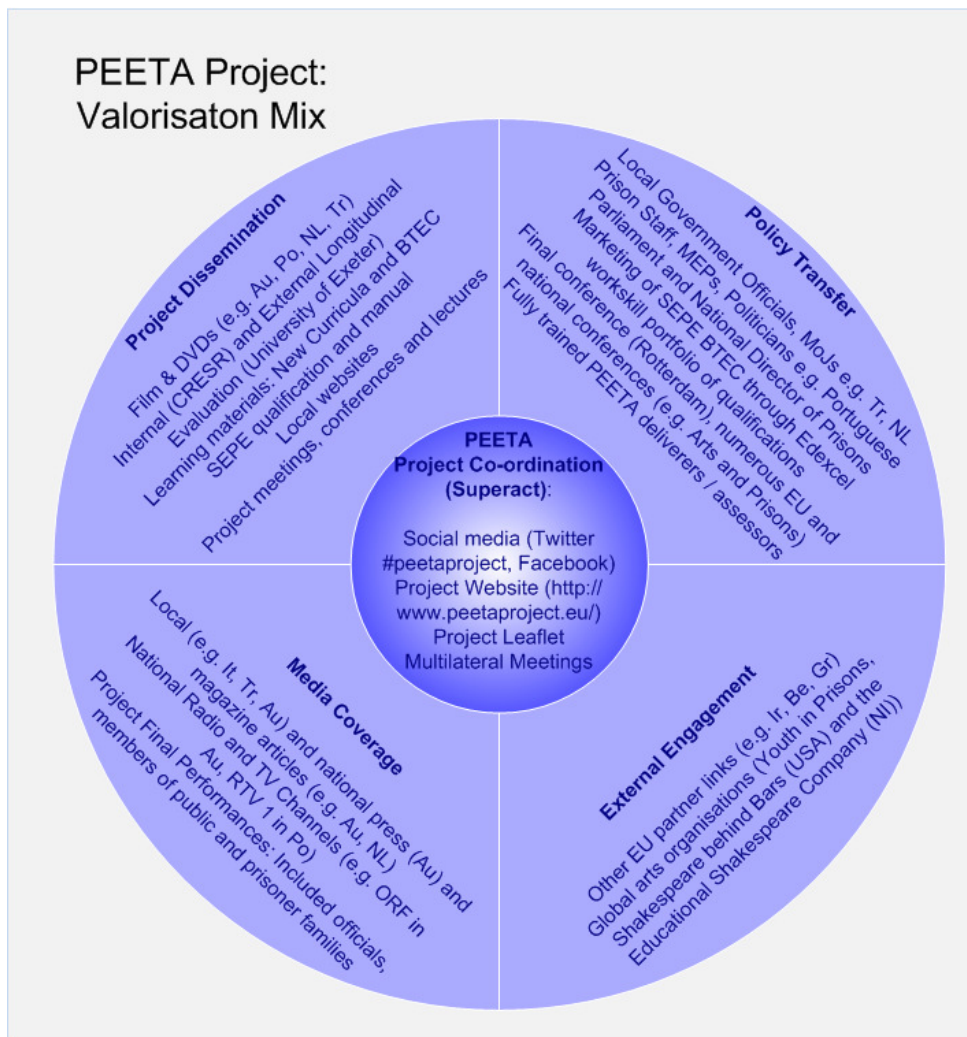 PEETA Project:
Valorisaton Mix
Project Dissemination
Film & DVDs (e.g. Au, Po, NL, Tr)
Internal (CRESR) and External Longitudinal
Evaluation (University of Exeter)
Learning materials: New Curricula and BTEC
SEPE qualification and manual
Local websites
Project meetings, conferences and lectures
Policy Transfer
Local Government Officials, MoJs e.g. Tr, NL
Prison Staff, MEPs, Politicians e.g. Portuguese
Parliament and National Director of Prisons
Marketing of SEPE BTEC through Edexcel
workskill portfolio of qualifications
Final conference (Rotterdam), numerous EU and
national conferences (e.g. Arts and Prisons)
Fully trained PEETA deliverers / assessors
PEETA
Project Co-ordination
(Superact):
Social media (Twitter
#peetaproject, Facebook)
Project Website (http://
www.peetaproject.eu/)
Project Leaflet
Multilateral Meetings
Media Coverage
Local (e.g. It, Tr, Au) and national press (Au) and
magazine articles (e.g. Au, NL)
National Radio and TV Channels (e.g. ORF in
Au, RTV 1 in Po)
Project Final Performances: Included officials,
members of public and prisoner families
External Engagement
Other EU partner links (e.g. Ir, Be, Gr)
Global arts organisations (Youth in Prisons,
Shakespeare behind Bars (USA) and the
Educational Shakespeare Company (NI))